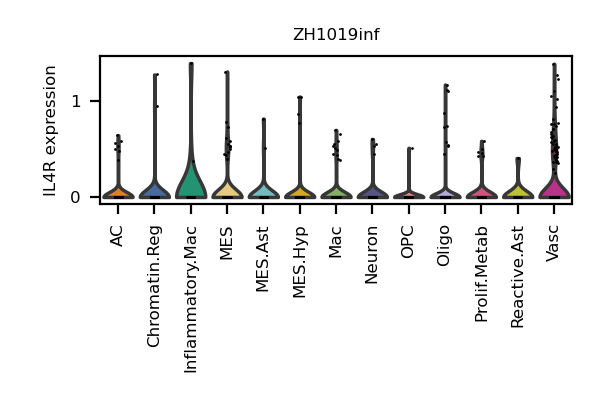 ZH1019inf
IL4R expression
1
0
AC
Chromatin.Reg
Inflammatory.Mac
MES
MES.Ast
MES.Hyp
Mac
Neuron
OPC
Oligo
Prolif.Metab
Reactive.Ast
Vasc